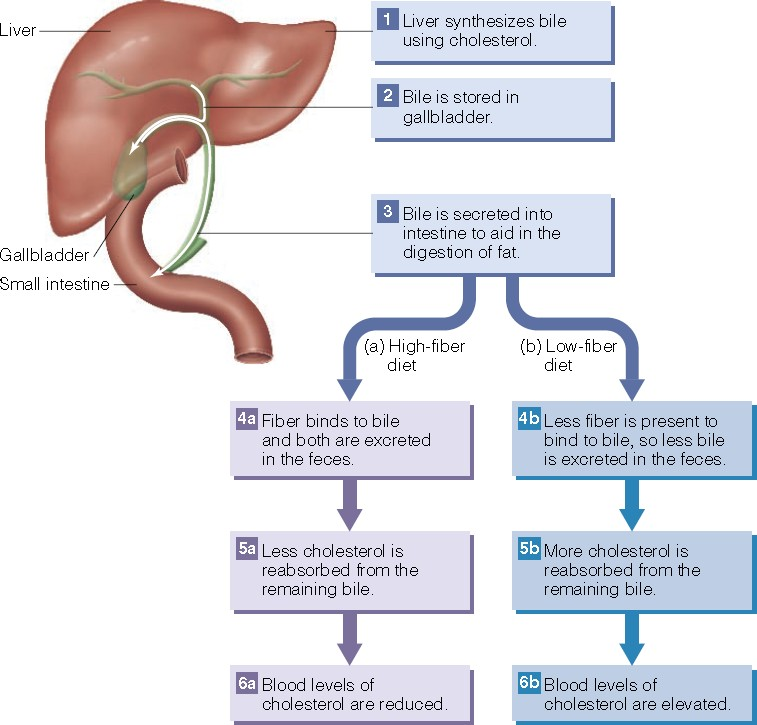 Liver
1 Liver synthesizes bile
using cholesterol.
2 Bile is stored in
gallbladder.
3 Bile is secreted into
intestine to aid in the
digestion of fat.
Gallbladder
Small intestine
(a) High-fiber
diet
(b) Low-fiber
diet
4a Fiber binds to bile
and both are excreted
in the feces.
4b Less fiber is present to
bind to bile, so less bile
is excreted in the feces.
5a Less cholesterol is
reabsorbed from the
remaining bile.
5b More cholesterol is
reabsorbed from the
remaining bile.
6a Blood levels of
cholesterol are reduced.
6b Blood levels of
cholesterol are elevated.